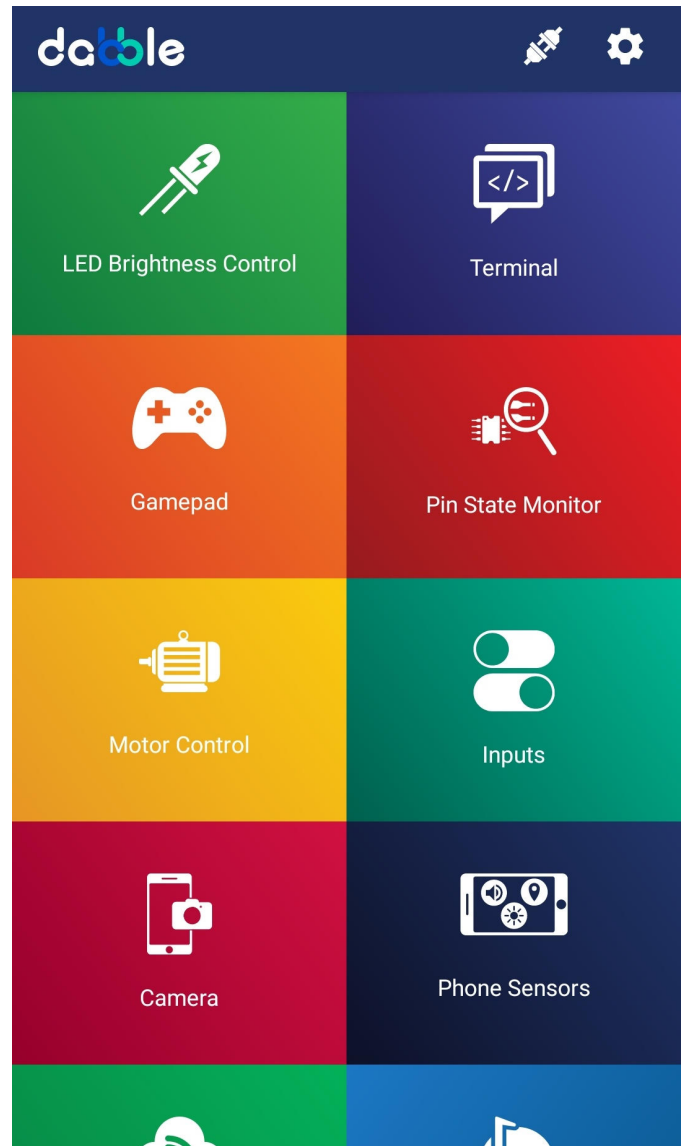 dabble
LED Brightness Control
</>
Terminal
Gamepad
Pin State Monitor
Motor Control
Inputs
Camera
Phone Sensors